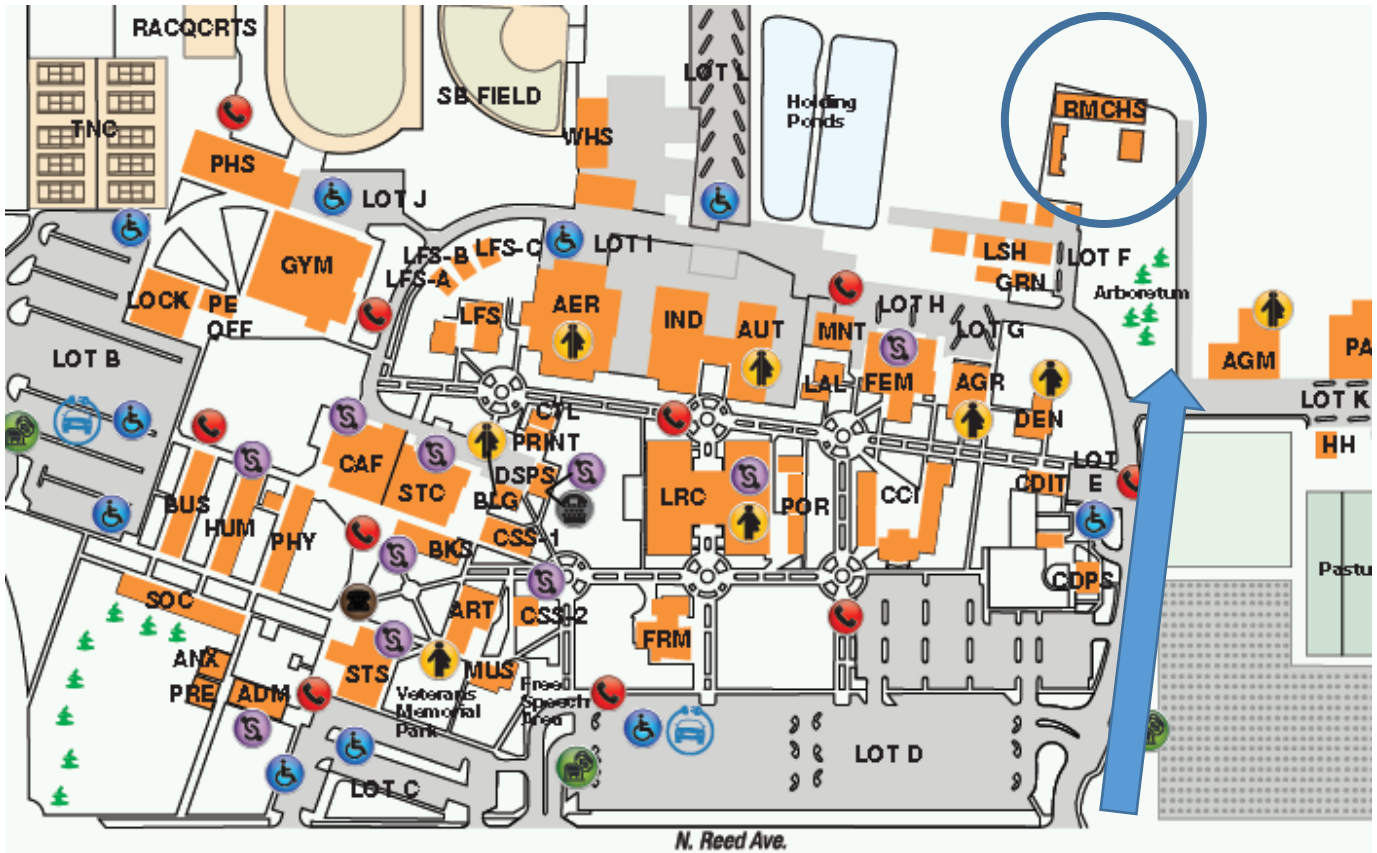 RACQCRTS
LOT L
SB FIELD
Holding
Ponds
RMCHS
TNC
WHS
PHS
LOT J
LOT I
LFS-C
LFS-B
LFS-A
GYM
LSH
LOT F
GRN
Arboretum
LOCK
PE
OFF
AER
IND
AUT
MNT
LOT H
LOT G
LFS
LOT B
AGM
PA
LAL
FEM
AGR
DEN
LOT K
CTL
PRINT
HH
CAF
STC
DSPS
BLG
LRC
POR
CCI
LOT
E
CDIT
BUS
HUM
PHY
BKS
CSS-1
CDPS
Pastu
SOC
ART
CSS-2
FRM
ANX
PRE
ADM
STS
MUS
Veterans
Memorial
Park
Free
Speech
Area
LOT D
LOT C
N. Reed Ave.